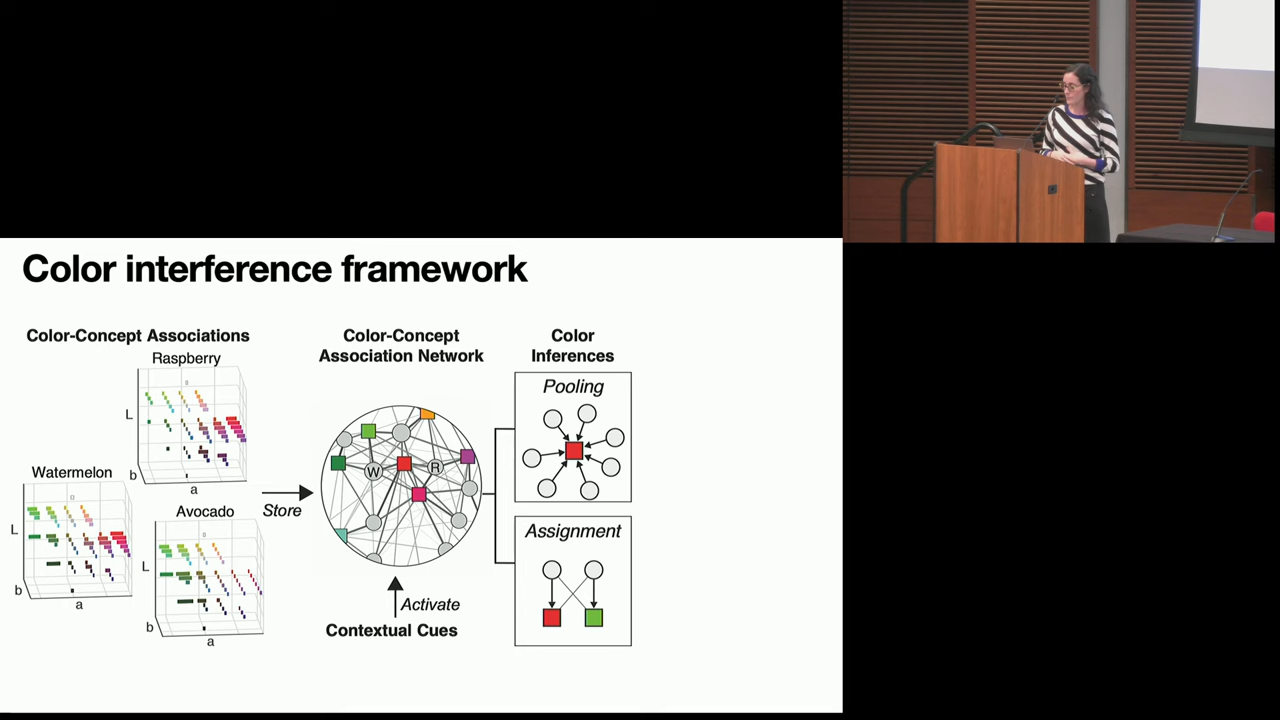 Color interference framework
Color-Concept Associations
Raspberry
L
b
a
Watermelon
L
b
a
Avocado
L
b
a
Store
Color-Concept
Association Network
W
R
Activate
Contextual Cues
Color
Inferences
Pooling
Assignment